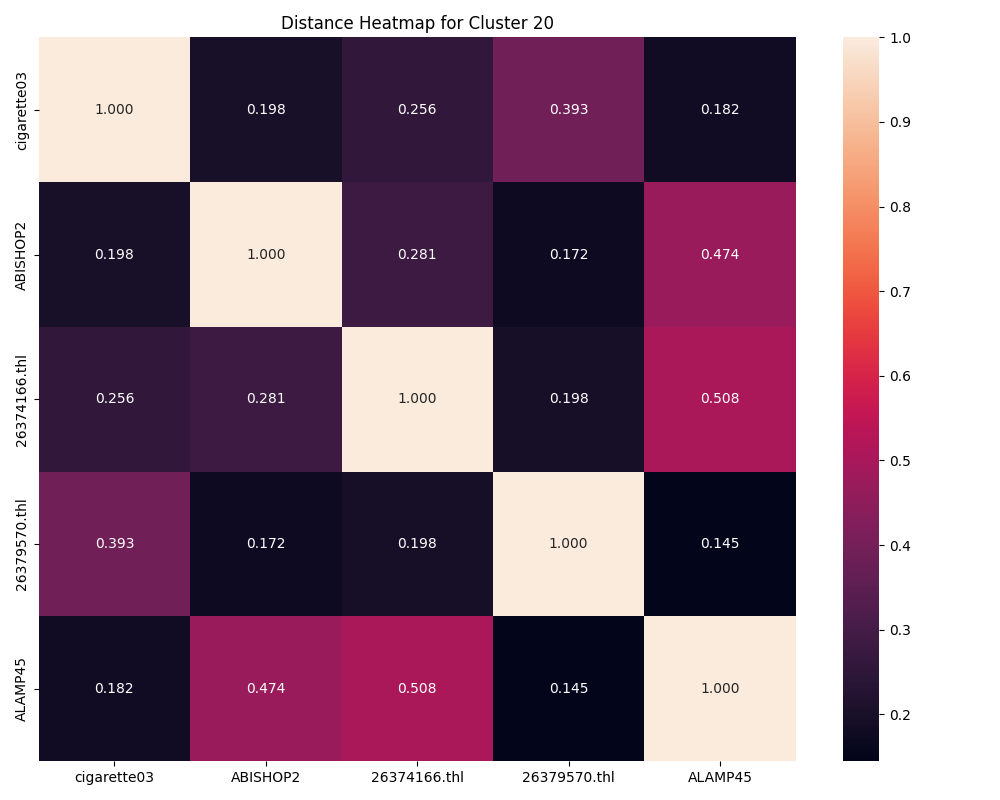 Distance Heatmap for Cluster 20
cigarette03 1.000 0.198 0.256 0.393 0.182
ABISHOP2 0.198 1.000 0.281 0.172 0.474
26374166.thl 0.256 0.281 1.000 0.198 0.508
26379570.thl 0.393 0.172 0.198 1.000 0.145
ALAMP45 0.182 0.474 0.508 0.145 1.000
cigarette03 ABISHOP2 26374166.thl 26379570.thl ALAMP45
1.0
0.9
0.8
0.7
0.6
0.5
0.4
0.3
0.2